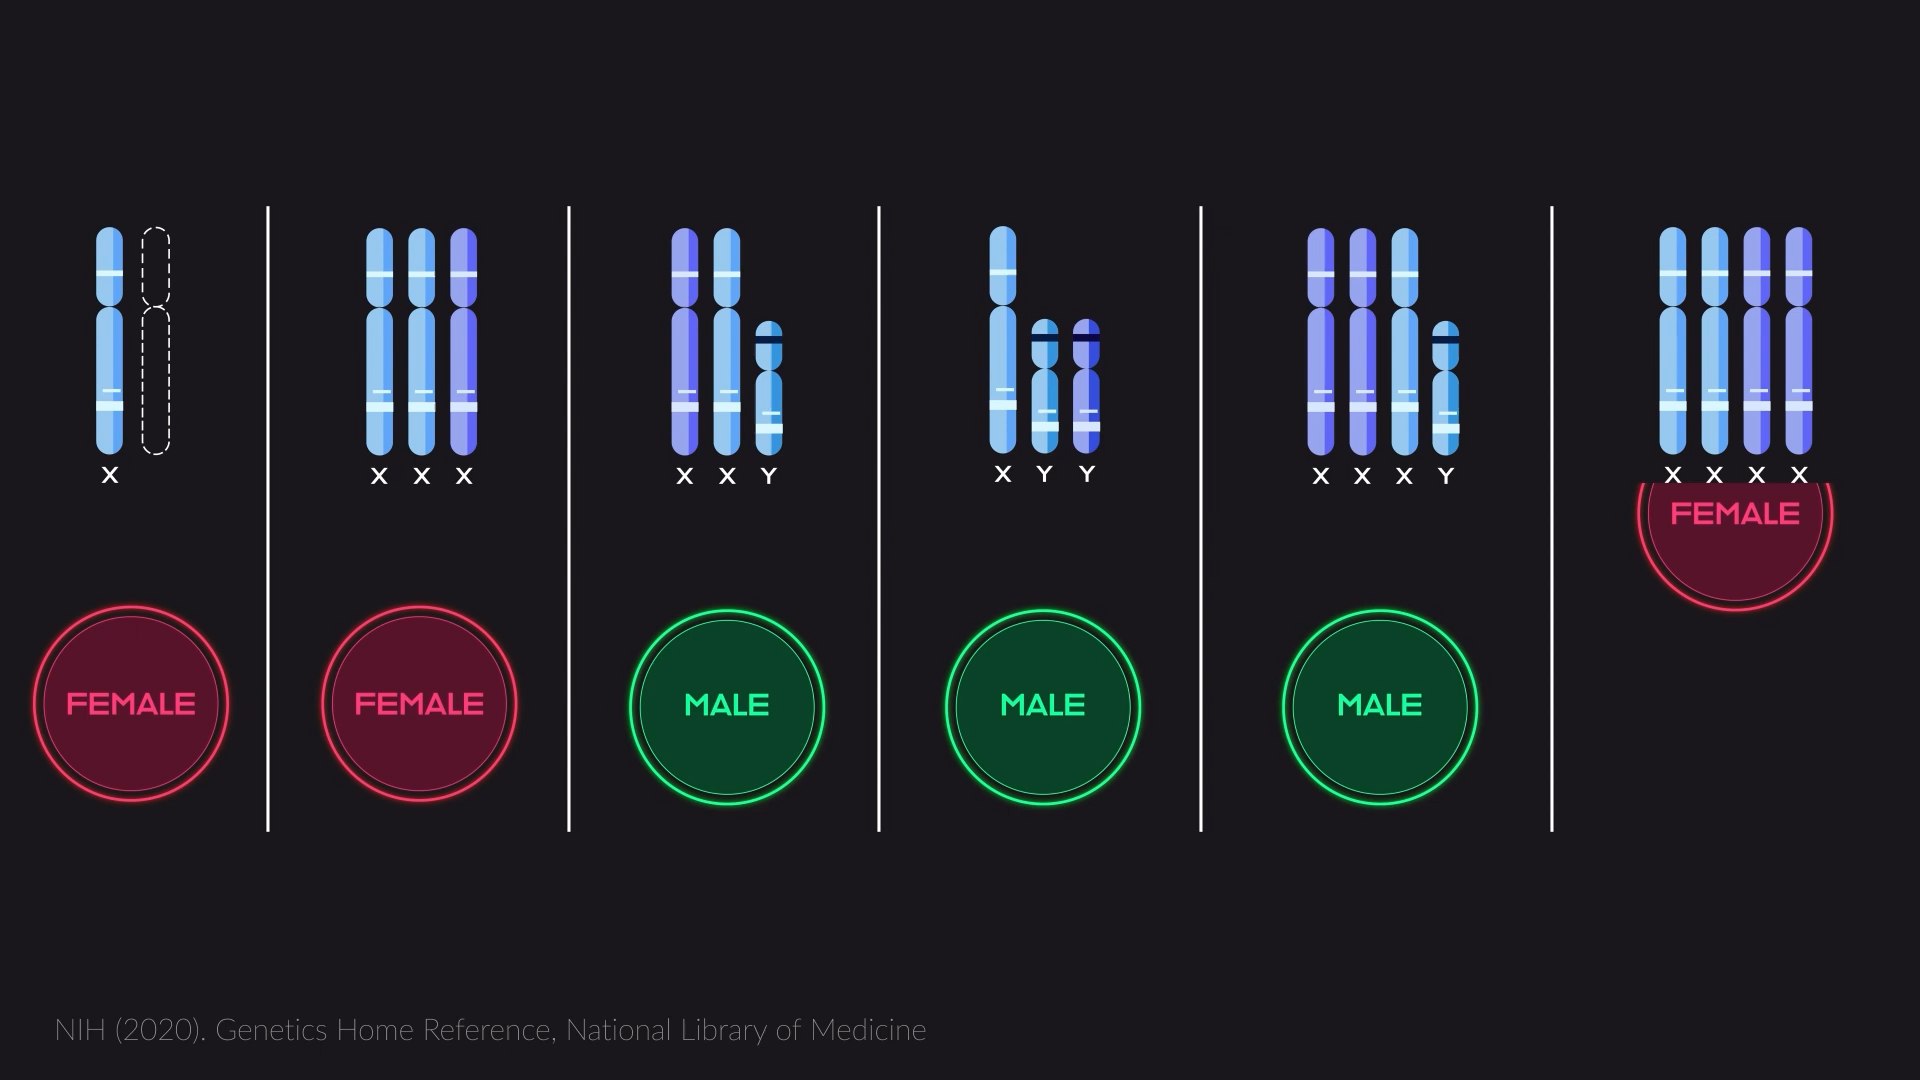 X
X X X
X X Y
X Y Y
X X X Y
X X X X
FEMALE
FEMALE
FEMALE
MALE
MALE
MALE
NIH (2020). Genetics Home Reference, National Library of Medicine